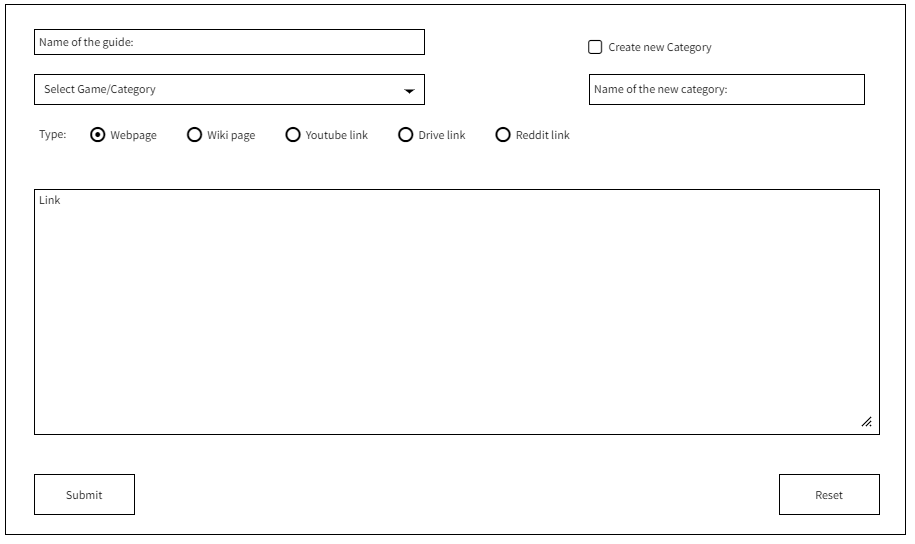 Name of the guide:
Create new Category
Select Game/Category
Name of the new category:
Type: Webpage Wiki page Youtube link Drive link Reddit link
Link
Submit Reset